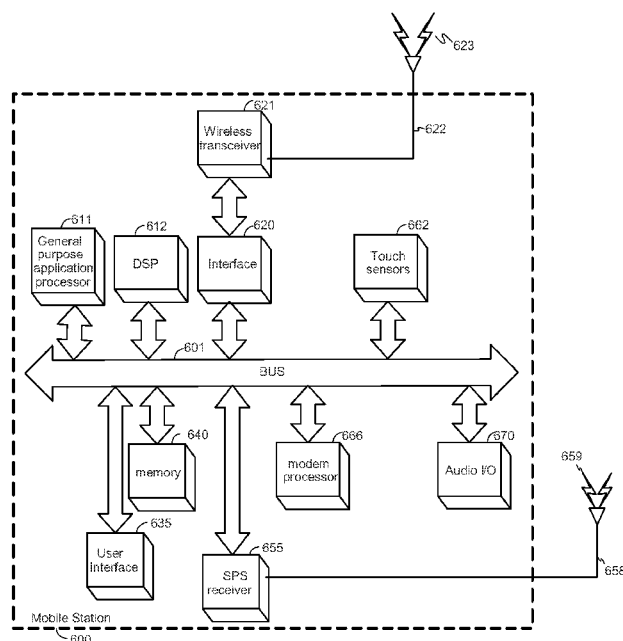 623
621
Wireless
transceiver
622
611
General
purpose
application
processor
612
DSP
620
Interface
662
Touch
sensors
601
BUS
640
memory
666
modem
processor
670
Audio I/O
659
635
User
interface
655
SPS
receiver
658
Mobile Station
600